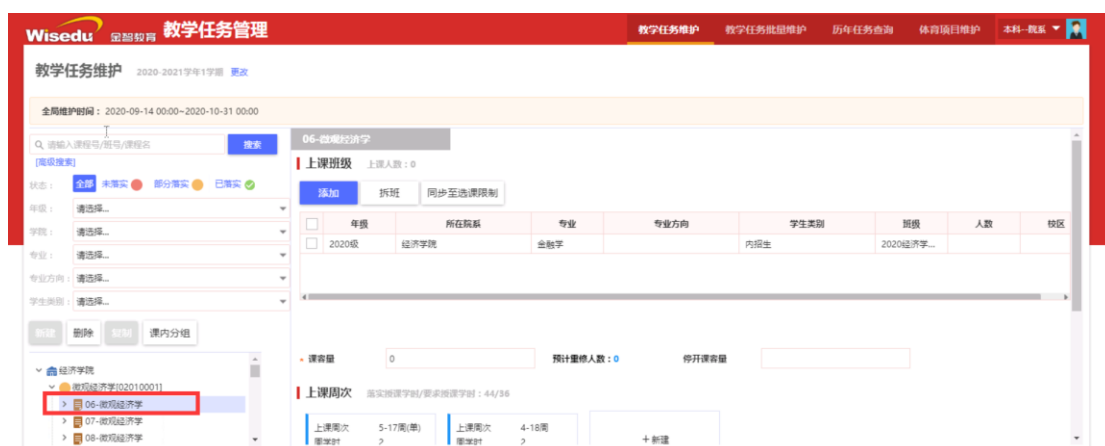 Wisedu 金智教育 教学任务管理 教学任务维护 教学任务批量维护 历年任务查询 体育项目维护 本科--院系
教学任务维护 2020-2021学年1学期 更改
全局维护时间：2020-09-14 00:00~2020-10-31 00:00
请输入课程号/班号/课程名 搜索
[高级搜索]
状态： 全部 未落实 部分落实 已落实
年级： 请选择...
学院： 请选择...
专业： 请选择...
专业方向： 请选择...
学生类别： 请选择...
新建 删除 复制 课内分组
经济学院
微观经济学[02010001]
06-微观经济学
07-微观经济学
08-微观经济学
06-微观经济学
上课班级 上课人数：0
添加 拆班 同步至选课限制
年级 所在院系 专业 专业方向 学生类别 班级 人数 校区
2020级 经济学院 金融学 内招生 2020经济学...
课容量 0 预计重修人数：0 停开课容量
上课周次 落实授课学时/要求授课学时：44/36
上课周次 5-17周(单) 上课周次 4-18周
周学时 2 周学时 2 +新建